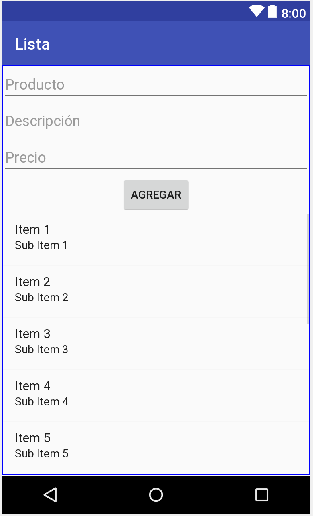 8:00
Lista
Producto
Descripción
Precio
AGREGAR
Item 1
Sub Item 1
Item 2
Sub Item 2
Item 3
Sub Item 3
Item 4
Sub Item 4
Item 5
Sub Item 5